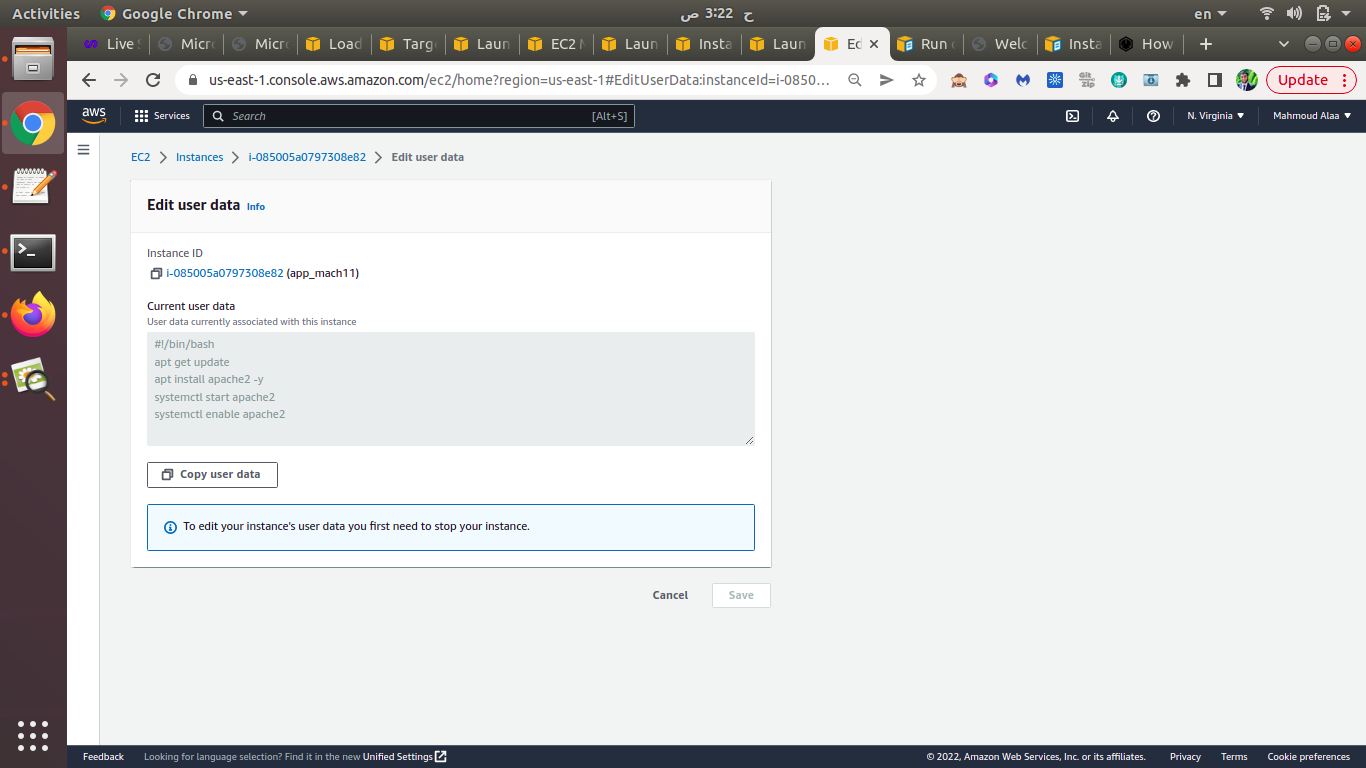 Activities
Google Chrome
3:22 ص ح
en
Live
Micro
Micro
Load
Targ
Laun
EC2
Laun
Insta
Laun
Ed
Run
Welc
Insta
How
us-east-1.console.aws.amazon.com/ec2/home?region=us-east-1#EditUserData:instanceId=i-0850...
Git
Zip
Update
aws
Services
Search
[Alt+S]
N. Virginia
Mahmoud Alaa
EC2
Instances
i-085005a0797308e82
Edit user data
Edit user data Info
Instance ID
i-085005a0797308e82 (app_mach11)
Current user data
User data currently associated with this instance
#!/bin/bash
apt get update
apt install apache2 -y
systemctl start apache2
systemctl enable apache2
Copy user data
To edit your instance's user data you first need to stop your instance.
Cancel
Save
Feedback
Looking for language selection? Find it in the new Unified Settings
© 2022, Amazon Web Services, Inc. or its affiliates.
Privacy
Terms
Cookie preferences